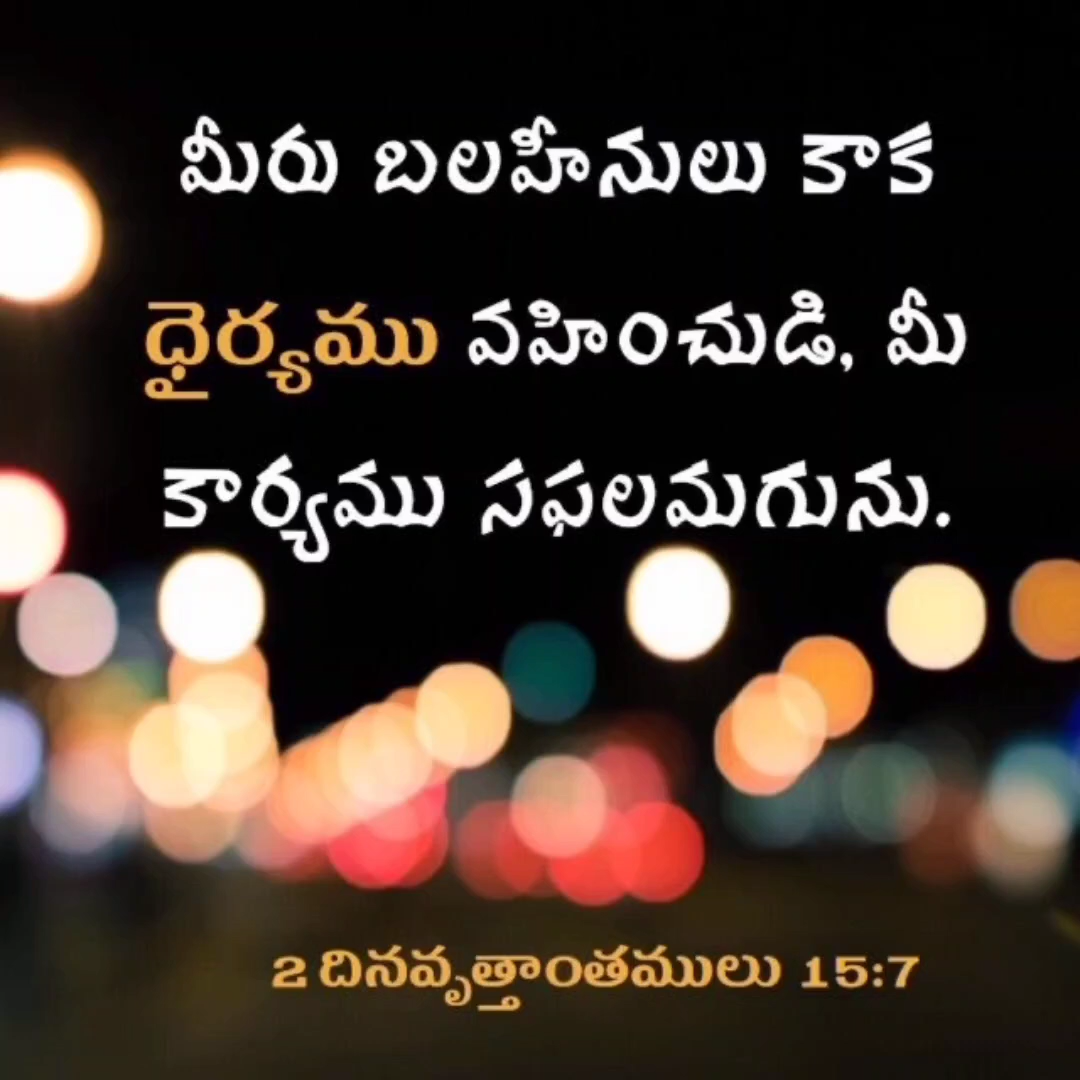 మీరు బలహీనులు కాక
ధైర్యము వహించుడి, మీ
కార్యము సఫలమగును.
2 దినవృత్తాంతములు 15:7